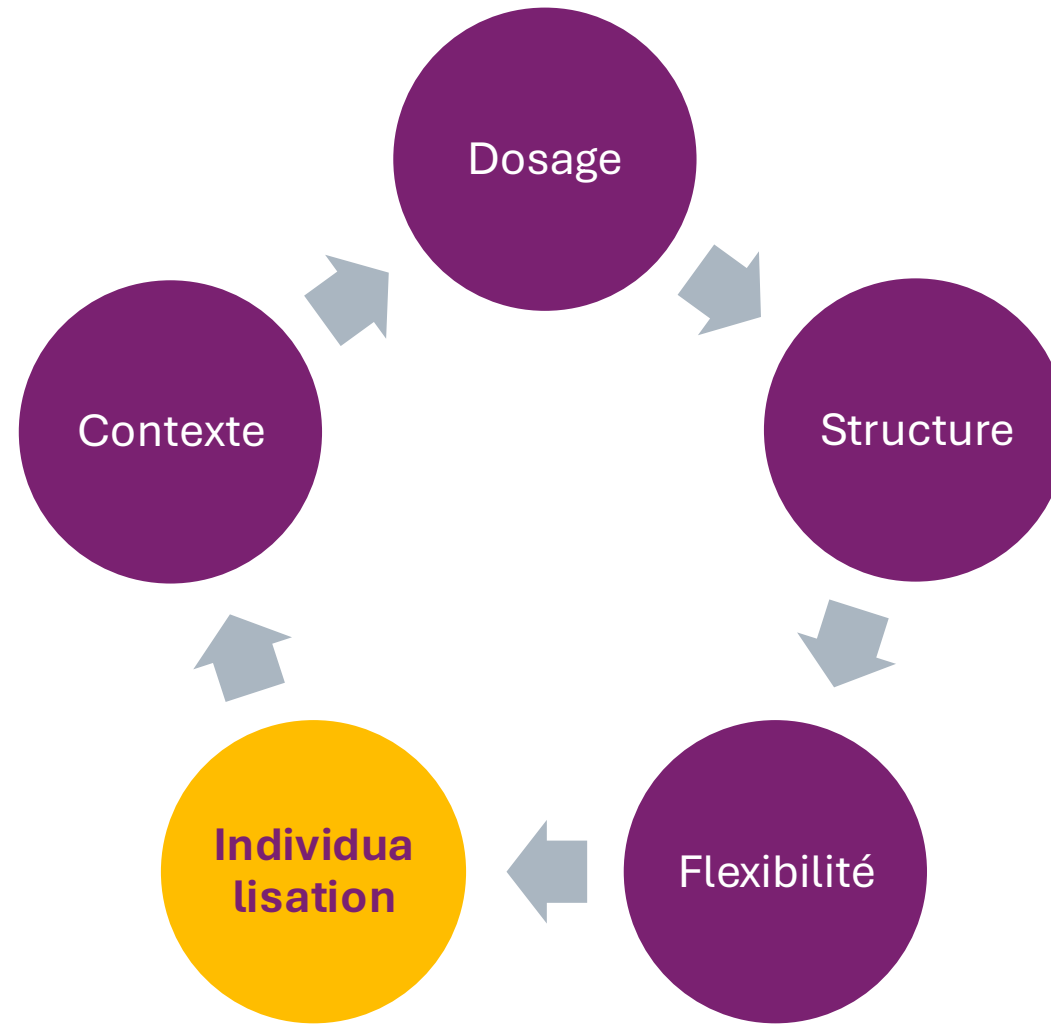 Dosage
Contexte
Structure
Individua
lisation
Flexibilité